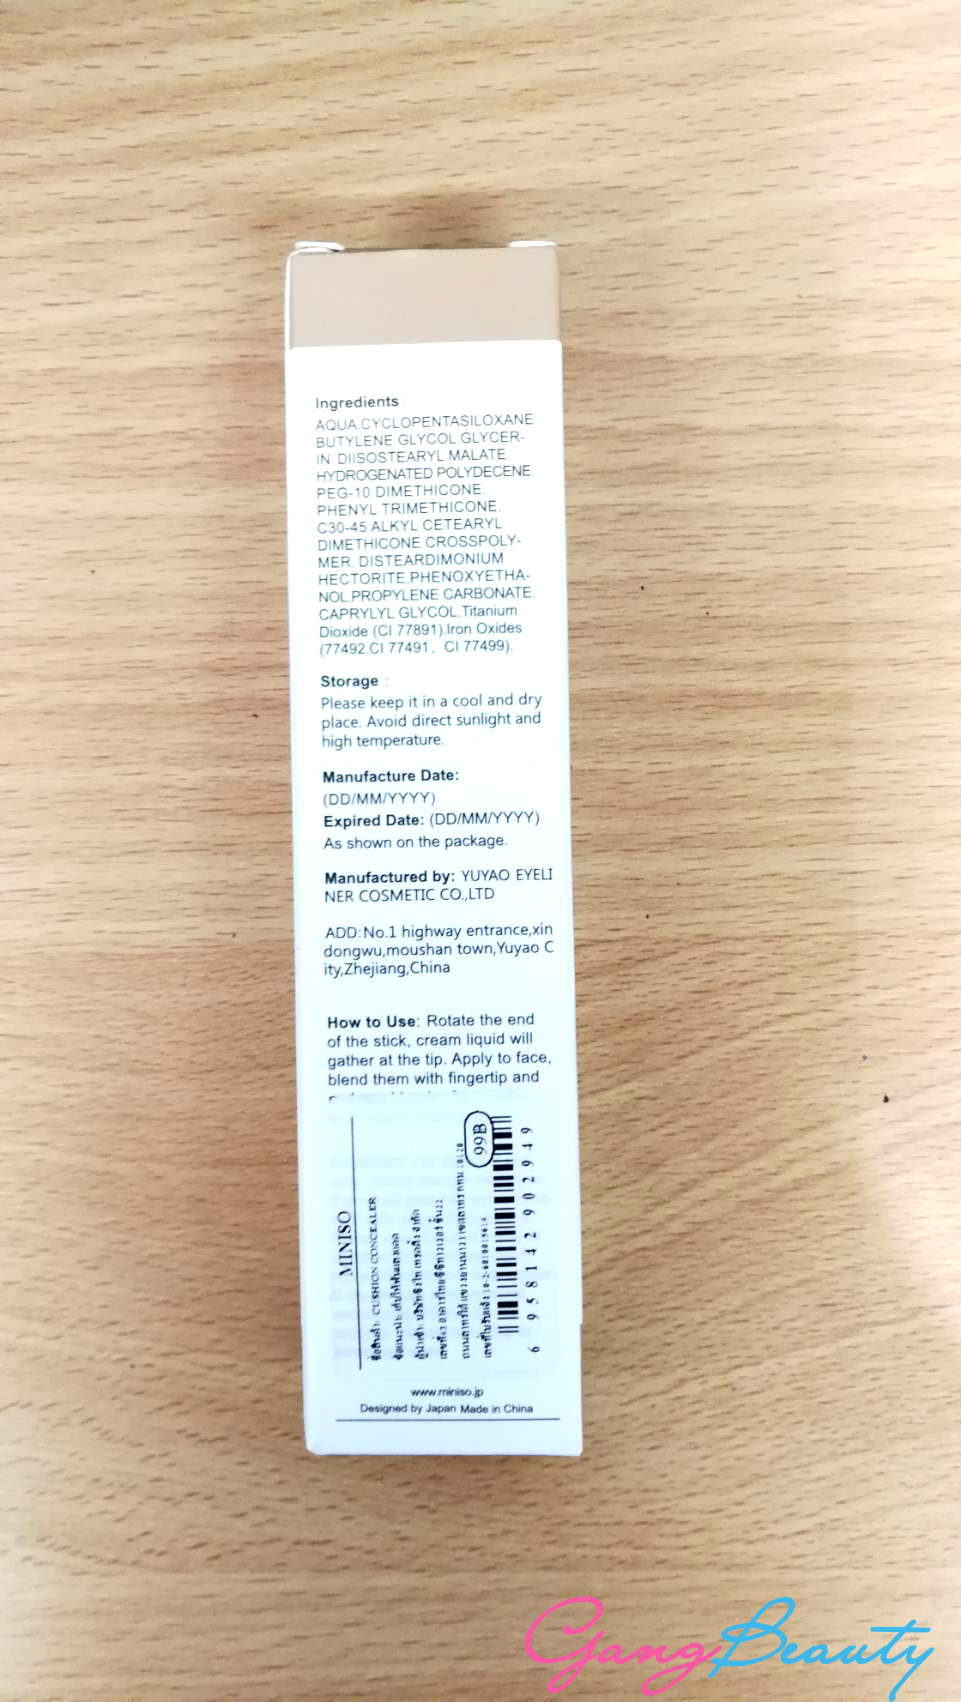 Ingredients
AQUA,CYCLOPENTASILOXANE,
BUTYLENE GLYCOL,GLYCER-
IN, DIISOSTEARYL MALATE,
HYDROGENATED POLYDECENE,
PEG-10 DIMETHICONE,
PHENYL TRIMETHICONE,
C30-45 ALKYL CETEARYL
DIMETHICONE CROSSPOLY-
MER, DISTEARDIMONIUM
HECTORITE,PHENOXYETHA-
NOL,PROPYLENE CARBONATE,
CAPRYLYL GLYCOL,Titanium
Dioxide (CI 77891),Iron Oxides
(77492,CI 77491, CI 77499).
Storage :
Please keep it in a cool and dry
place. Avoid direct sunlight and
high temperature.
Manufacture Date:
(DD/MM/YYYY)
Expired Date: (DD/MM/YYYY)
As shown on the package.
Manufactured by: YUYAO EYELI
NER COSMETIC CO.,LTD
ADD:No.1 highway entrance,xin
dongwu,moushan town,Yuyao C
ity,Zhejiang,China
How to Use: Rotate the end
of the stick, cream liquid will
gather at the tip. Apply to face,
blend them with fingertip and
MINISO
ชื่อสินค้า: CUSHION CONCEALER
99B
6 958142 902949
www.miniso.jp
Designed by Japan Made in China
GangBeauty